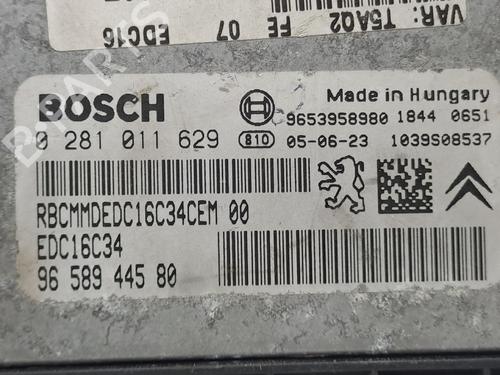 VAR: T5AQ2
EDC16 07 FE
BOSCH
Made in Hungary
9653958980 1844 0651
0 281 011 629
810 05-06-23 1039S08537
RBCMMDEDC16C34CEM 00
EDC16C34
96 589 445 80